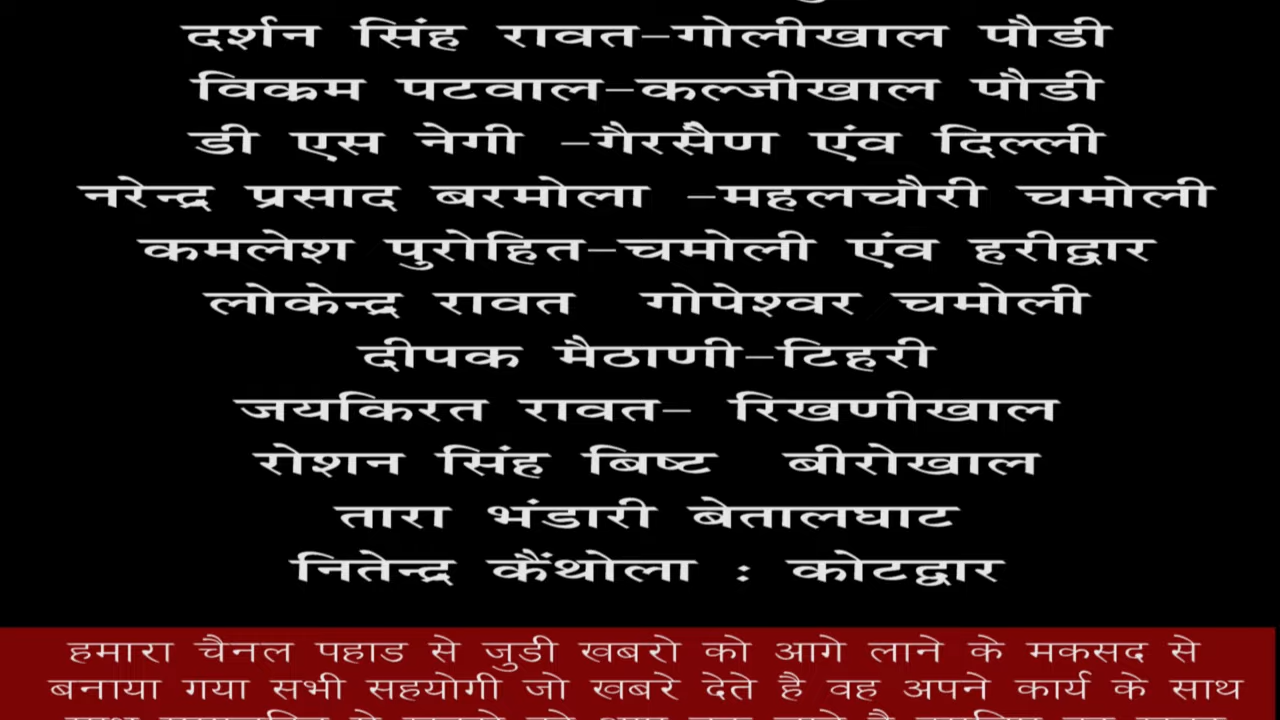 दर्शन सिंह रावत-गोलीखाल पौडी
विकम पटवाल-कल्जीखाल पौडी
डी एस नेगी -गैरसैंण एंव दिल्ली
नरेन्द्र प्रसाद बरमोला -महलचौरी चमोली
कमलेश पुरोहित-चमोली एंव हरीद्वार
लोकेन्द्र रावत गोपेश्वर चमोली
दीपक मैठाणी-टिहरी
जयकिरत रावत- रिखणीखाल
रोशन सिंह बिष्ट बीरोखाल
तारा भंडारी बेतालघाट
नितेन्द्र कैंथोला : कोटद्वार
हमारा चैनल पहाड से जुडी खबरो को आगे लाने के मकसद से
बनाया गया सभी सहयोगी जो खबरे देते है वह अपने कार्य के साथ